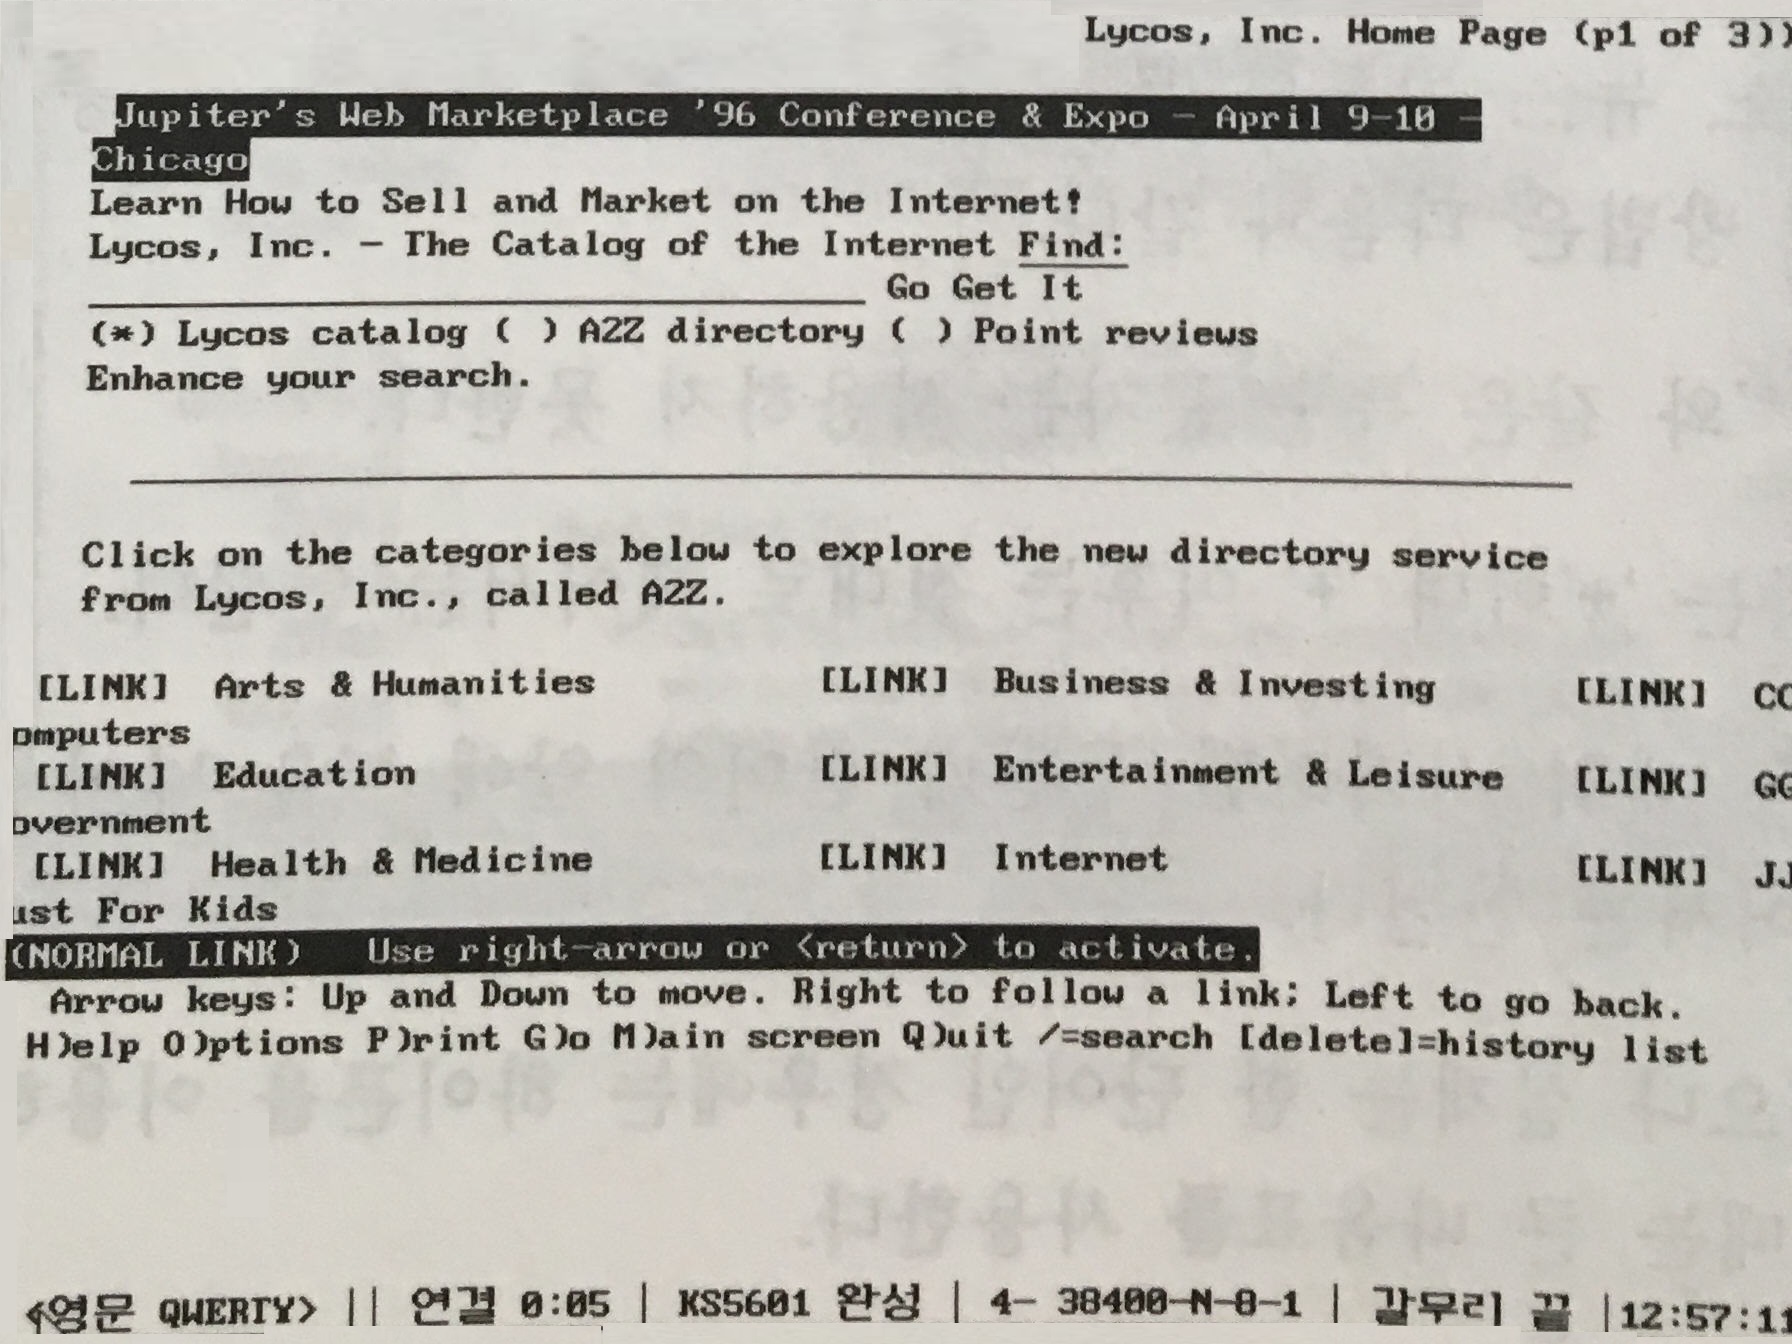 Lycos, Inc. Home Page (p1 of 3))
Jupiter's Web Marketplace '96 Conference & Expo - April 9-10 -
Chicago
Learn How to Sell and Market on the Internet!
Lycos, Inc. - The Catalog of the Internet Find:
____________________ Go Get It
(*) Lycos catalog ( ) A2Z directory ( ) Point reviews
Enhance your search.
Click on the categories below to explore the new directory service
from Lycos, Inc., called A2Z.
[LINK] Arts & Humanities [LINK] Business & Investing [LINK] CC
omputers
[LINK] Education [LINK] Entertainment & Leisure [LINK] GG
overnment
[LINK] Health & Medicine [LINK] Internet [LINK] JJ
ust For Kids
(NORMAL LINK) Use right-arrow or <return> to activate.
Arrow keys: Up and Down to move. Right to follow a link; Left to go back.
H)elp O)ptions P)rint G)o M)ain screen Q)uit /=search [delete]=history list
<영문 QWERTY> || 연결 0:05 | KS5601 완성 | 4- 38400-N-8-1 | 갈무리 끝 |12:57:11